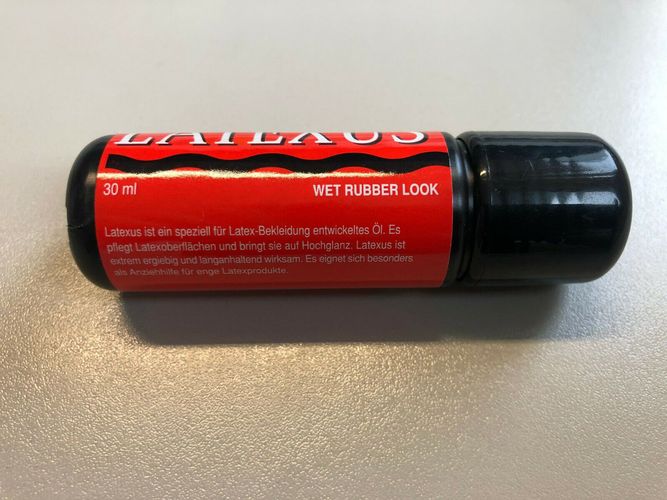 LATEXUS
30 ml
WET RUBBER LOOK
Latexus ist ein speziell für Latex-Bekleidung entwickeltes Öl. Es
pflegt Latexoberflächen und bringt sie auf Hochglanz. Latexus ist
extrem ergiebig und langanhaltend wirksam. Es eignet sich besonders
als Anziehhilfe für enge Latexprodukte.